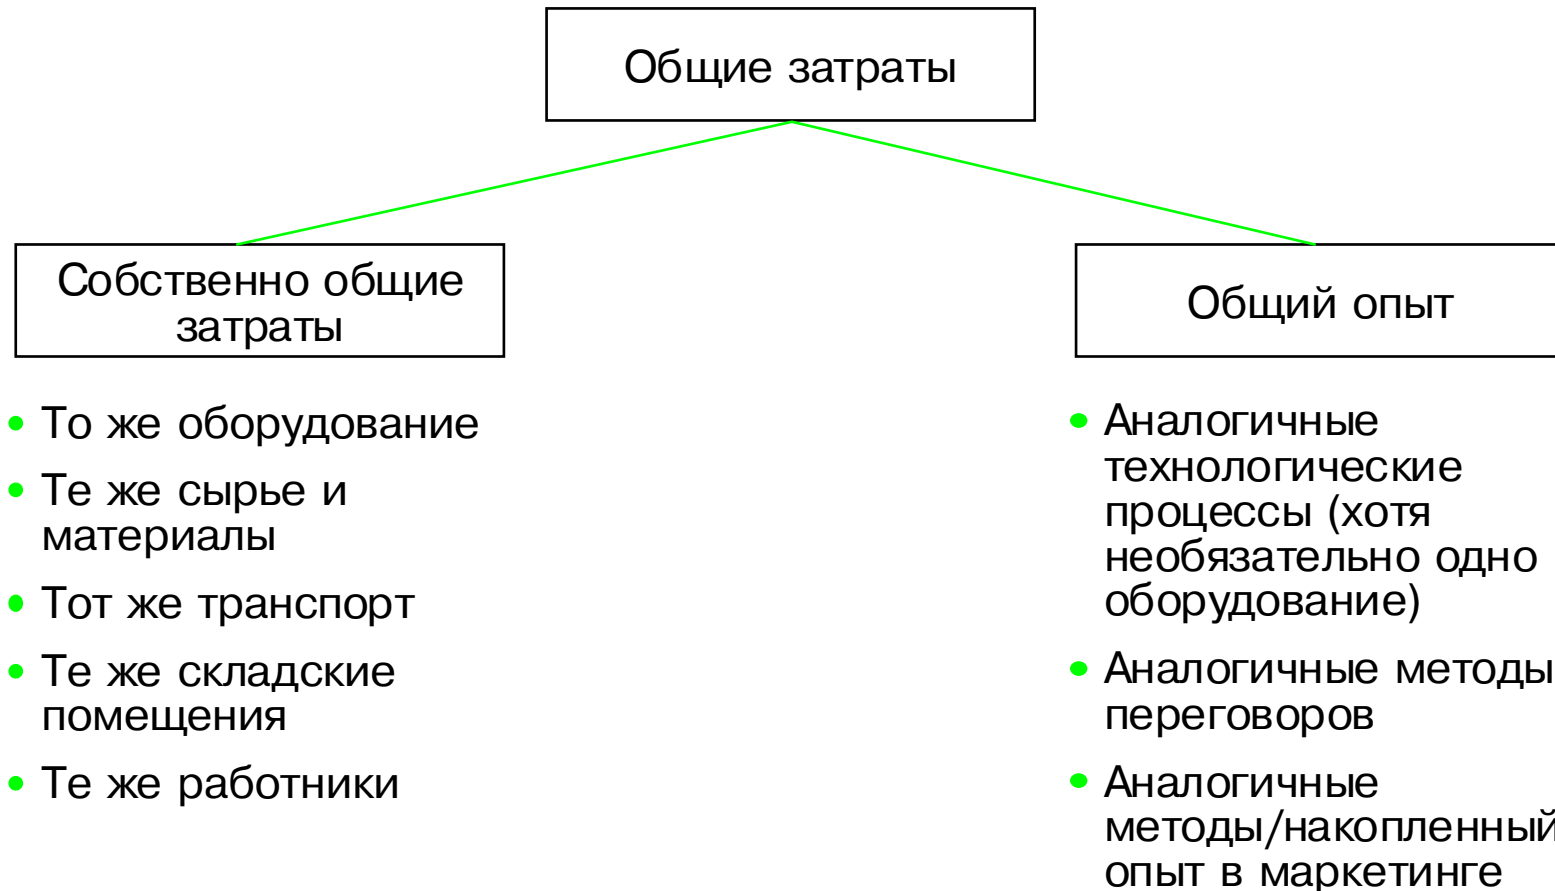 Общие затраты
Собственно общие
затраты
• То же оборудование
• Те же сырье и
материалы
• Тот же транспорт
• Те же складские
помещения
• Те же работники
Общий опыт
• Аналогичные
технологические
процессы (хотя
необязательно одно
оборудование)
• Аналогичные методы
переговоров
• Аналогичные
методы/накопленный
опыт в маркетинге